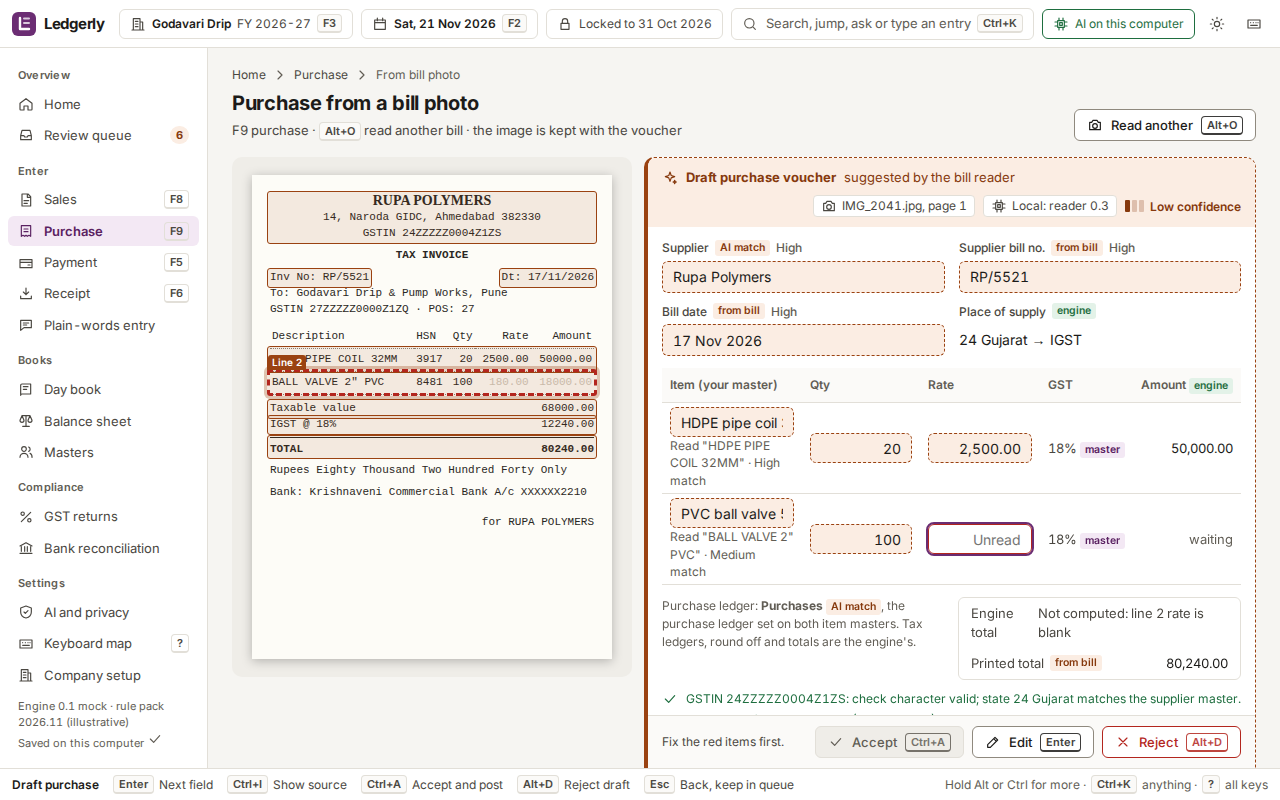 Ledgerly
Godavari Drip FY 2026-27 F3
Sat, 21 Nov 2026 F2
Locked to 31 Oct 2026
Search, jump, ask or type an entry Ctrl+K
AI on this computer
Overview
Home
Review queue 6
Enter
Sales F8
Purchase F9
Payment F5
Receipt F6
Plain-words entry
Books
Day book
Balance sheet
Masters
Compliance
GST returns
Bank reconciliation
Settings
AI and privacy
Keyboard map ?
Company setup
Engine 0.1 mock · rule pack
2026.11 (illustrative)
Saved on this computer
Home > Purchase > From bill photo
Purchase from a bill photo
F9 purchase · Alt+O read another bill · the image is kept with the voucher
Read another Alt+O
RUPA POLYMERS
14, Naroda GIDC, Ahmedabad 382330
GSTIN 24ZZZZZ0004Z1ZS
TAX INVOICE
Inv No: RP/5521 Dt: 17/11/2026
To: Godavari Drip & Pump Works, Pune
GSTIN 27ZZZZZ0000Z1ZQ · POS: 27
Description HSN Qty Rate Amount
Line 2
PIPE COIL 32MM 3917 20 2500.00 50000.00
BALL VALVE 2" PVC 8481 100 180.00 18000.00
Taxable value 68000.00
IGST @ 18% 12240.00
TOTAL 80240.00
Rupees Eighty Thousand Two Hundred Forty Only
Bank: Krishnaveni Commercial Bank A/c XXXXXX2210
for RUPA POLYMERS
Draft purchase voucher suggested by the bill reader
IMG_2041.jpg, page 1 Local: reader 0.3 Low confidence
Supplier AI match High
Rupa Polymers
Supplier bill no. from bill High
RP/5521
Bill date from bill High
17 Nov 2026
Place of supply engine
24 Gujarat → IGST
Item (your master) Qty Rate GST Amount engine
HDPE pipe coil 20 2,500.00 18% master 50,000.00
Read "HDPE PIPE
COIL 32MM" · High
match
PVC ball valve 100 Unread 18% master waiting
Read "BALL VALVE 2"
PVC" · Medium
match
Purchase ledger: Purchases AI match, the
purchase ledger set on both item masters. Tax
ledgers, round off and totals are the engine's.
Engine total Not computed: line 2 rate is blank
Printed total from bill 80,240.00
GSTIN 24ZZZZZ0004Z1ZS: check character valid; state 24 Gujarat matches the supplier master.
Fix the red items first.
Accept Ctrl+A
Edit Enter
Reject Alt+D
Draft purchase Enter Next field Ctrl+I Show source Ctrl+A Accept and post Alt+D Reject draft Esc Back, keep in queue
Hold Alt or Ctrl for more · Ctrl+K anything · ? all keys